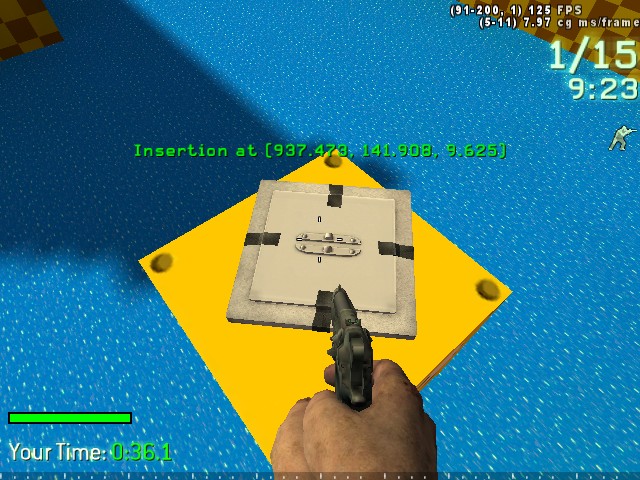 (91-200, 1) 125 FPS
(5-11) 7.97 cg ms/frame
1/15
9:23
Insertion at [937.473, 141.908, 9.625]
Your Time: 0:36.1